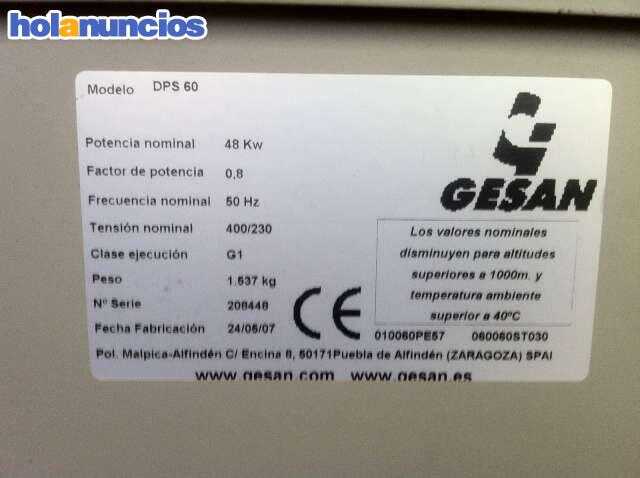 holanuncios
Modelo DPS 60
GESAN
Potencia nominal 48 Kw
Factor de potencia 0,8
Frecuencia nominal 50 Hz
Tensión nominal 400/230
Clase ejecución G1
Peso 1.537 kg
Nº Serie 208448
Fecha Fabricación 24/05/07
Los valores nominales
disminuyen para altitudes
superiores a 1000m. y
temperatura ambiente
superior a 40ºC
CE
010060PE57 060060ST030
Pol. Malpica-Alfindén C/ Encina 8, 50171Puebla de Alfindén (ZARAGOZA) SPAI
www.gesan.com www.gesan.es